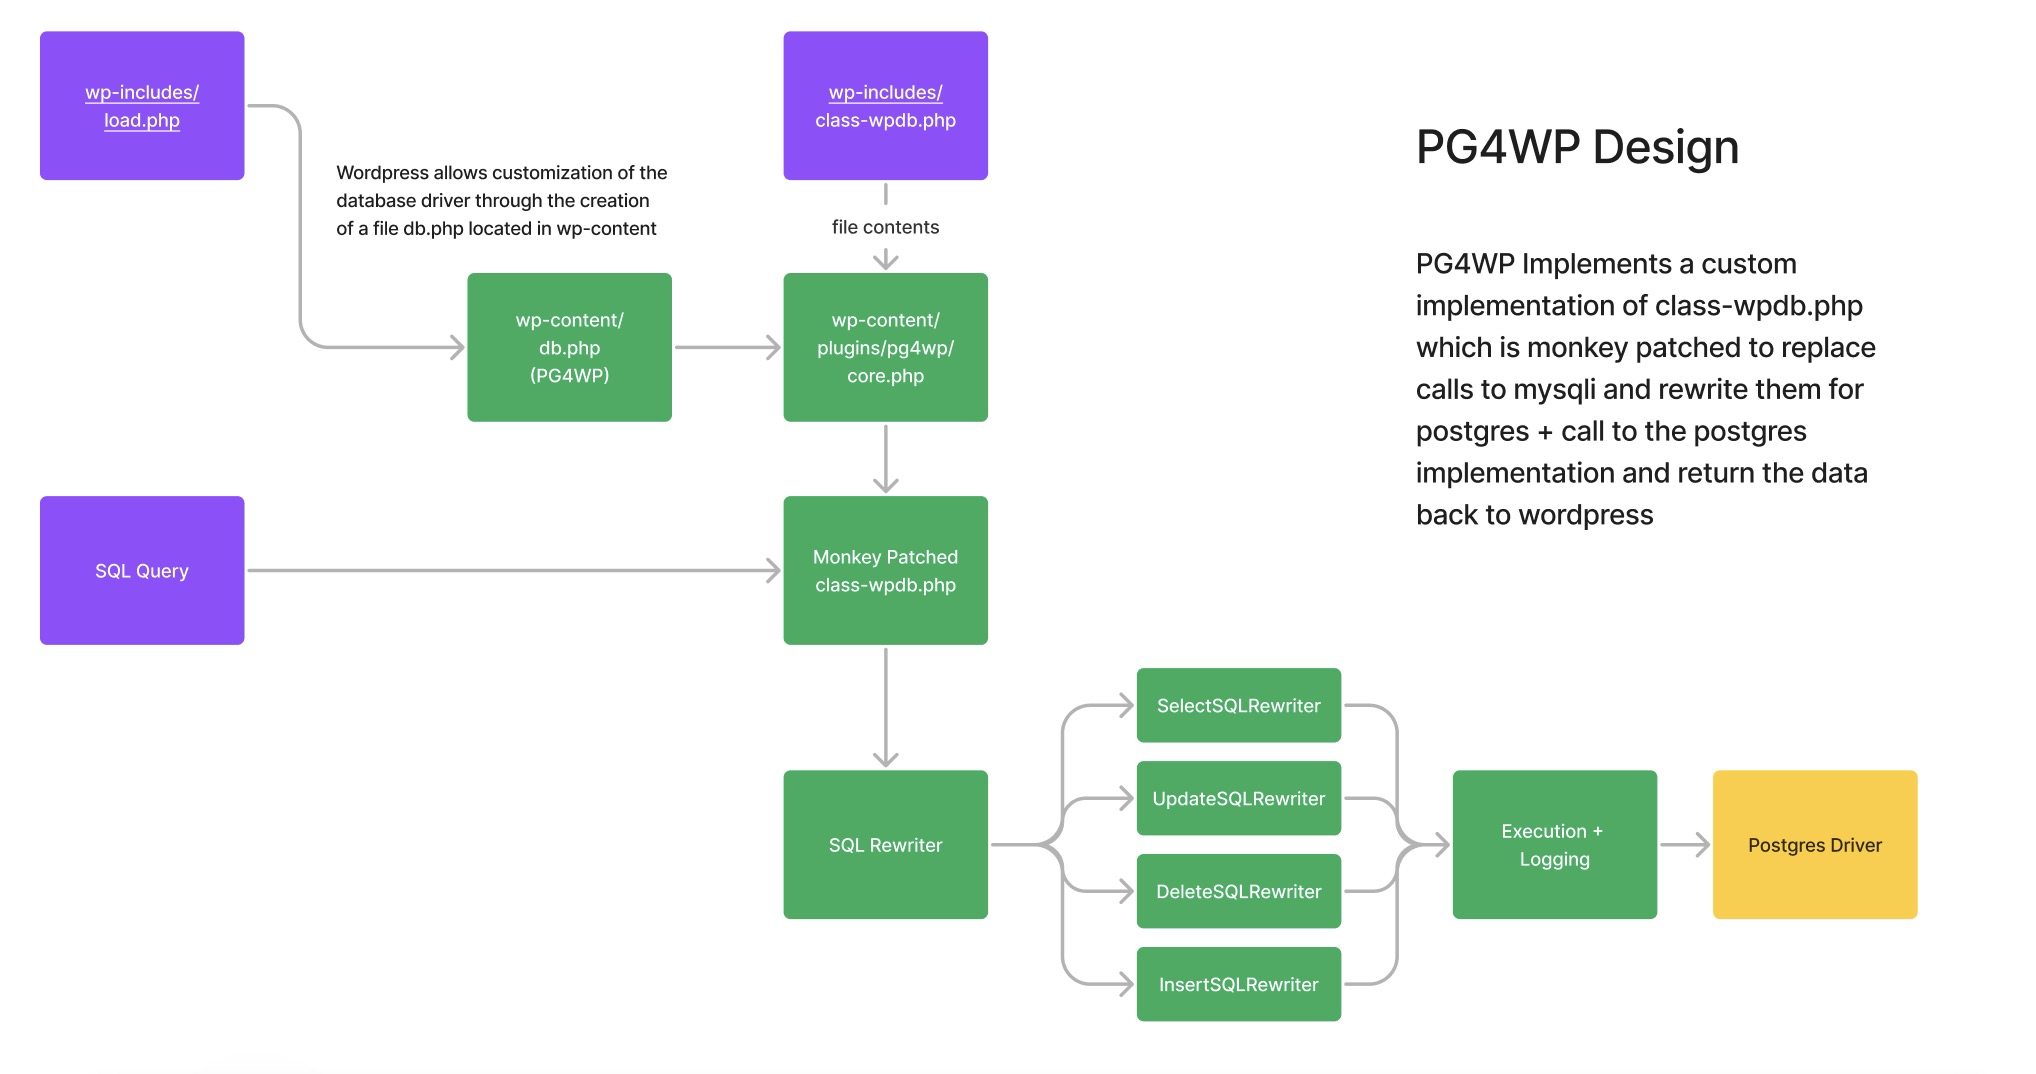 wp-includes/
load.php
wp-includes/
class-wpdb.php
PG4WP Design
Wordpress allows customization of the
database driver through the creation
of a file db.php located in wp-content
file contents
PG4WP Implements a custom
implementation of class-wpdb.php
which is monkey patched to replace
calls to mysqli and rewrite them for
postgres + call to the postgres
implementation and return the data
back to wordpress
wp-content/
db.php
(PG4WP)
wp-content/
plugins/pg4wp/
core.php
SQL Query
Monkey Patched
class-wpdb.php
SQL Rewriter
SelectSQLRewriter
UpdateSQLRewriter
DeleteSQLRewriter
InsertSQLRewriter
Execution +
Logging
Postgres Driver